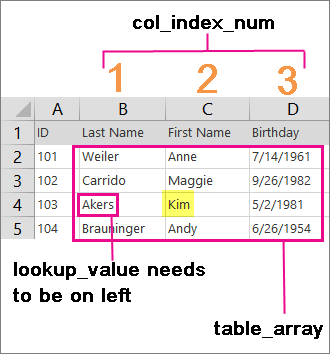 col_index_num
1 2 3
A B C D
1 ID Last Name First Name Birthday
2 101 Weiler Anne 7/14/1961
3 102 Carrido Maggie 9/26/1982
4 103 Akers Kim 5/2/1981
5 104 Brauninger Andy 6/26/1954
lookup_value needs
to be on left
table_array